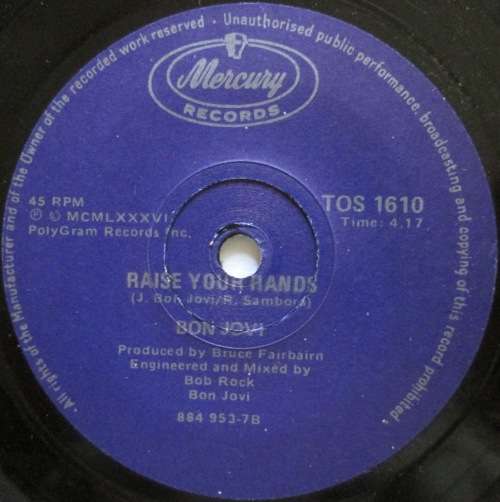 Mercury
RECORDS
All rights of the Manufacturer and of the Owner of the recorded work reserved · Unauthorised public performance, broadcasting and copying of this record prohibited ·
45 RPM
TOS 1610
℗ © MCMLXXXVI
Time: 4.17
PolyGram Records Inc.
RAISE YOUR HANDS
(J. Bon Jovi/R. Sambora)
BON JOVI
Produced by Bruce Fairbairn
Engineered and Mixed by
Bob Rock
Bon Jovi
884 953-7B